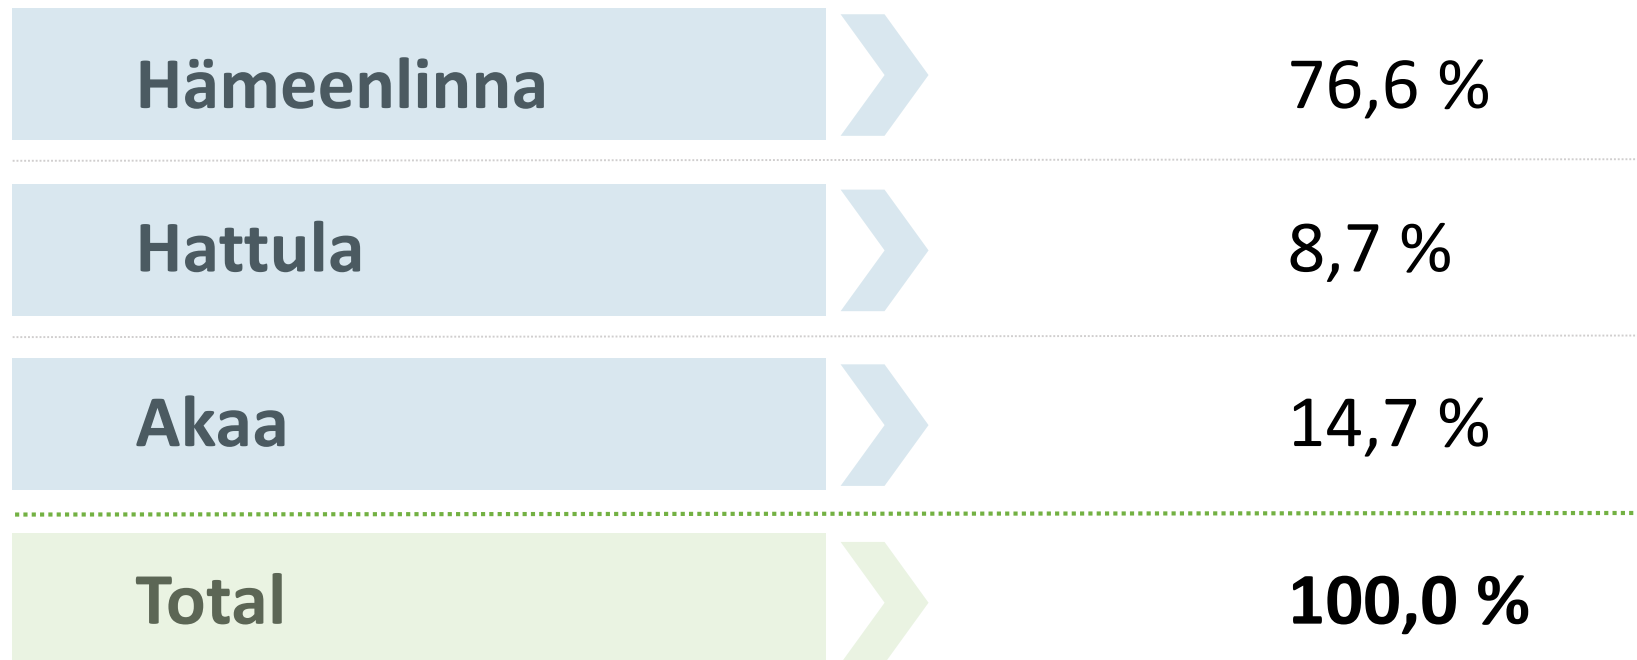 Hämeenlinna 76,6 %
Hattula 8,7 %
Akaa 14,7 %
Total 100,0 %